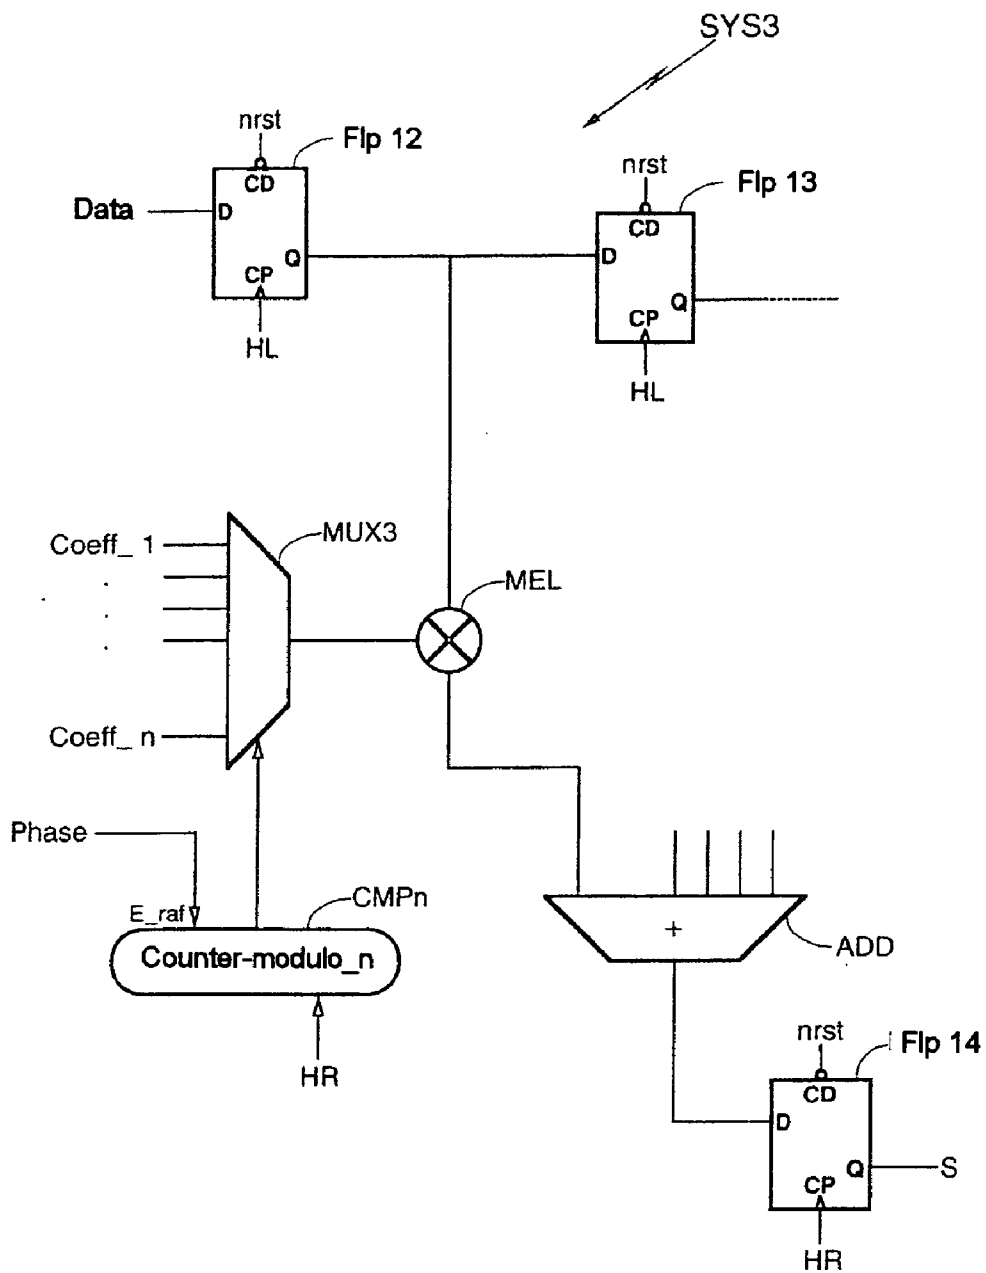 SYS3
nrst
Flp 12
CD
Data
D
Q
CP
HL
nrst
Flp 13
CD
D
Q
CP
HL
Coeff_ 1
.
.
.
Coeff_ n
MUX3
MEL
Phase
E_raf
CMPn
Counter-modulo_n
HR
+
ADD
nrst
Flp 14
CD
D
Q
S
CP
HR